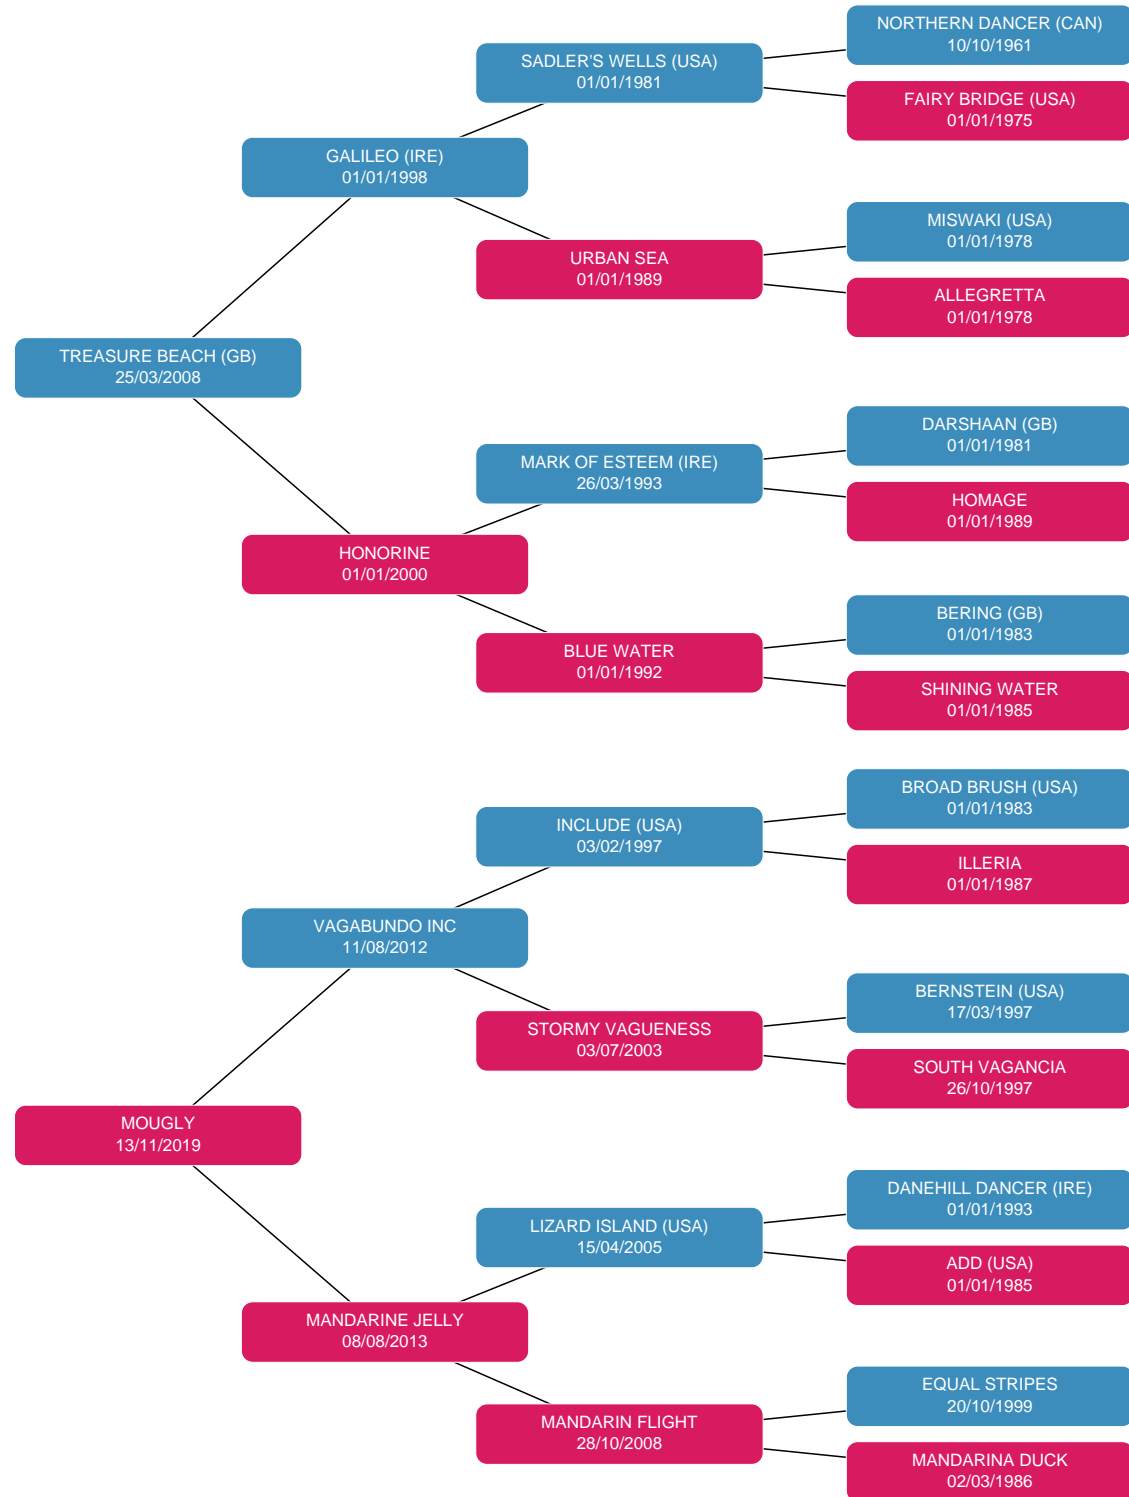 NORTHERN DANCER (CAN)
10/10/1961
SADLER'S WELLS (USA)
01/01/1981
FAIRY BRIDGE (USA)
01/01/1975
GALILEO (IRE)
01/01/1998
MISWAKI (USA)
01/01/1978
URBAN SEA
01/01/1989
ALLEGRETTA
01/01/1978
TREASURE BEACH (GB)
25/03/2008
DARSHAAN (GB)
01/01/1981
MARK OF ESTEEM (IRE)
26/03/1993
HOMAGE
01/01/1989
HONORINE
01/01/2000
BERING (GB)
01/01/1983
BLUE WATER
01/01/1992
SHINING WATER
01/01/1985
BROAD BRUSH (USA)
01/01/1983
INCLUDE (USA)
03/02/1997
ILLERIA
01/01/1987
VAGABUNDO INC
11/08/2012
BERNSTEIN (USA)
17/03/1997
STORMY VAGUENESS
03/07/2003
SOUTH VAGANCIA
26/10/1997
MOUGLY
13/11/2019
DANEHILL DANCER (IRE)
01/01/1993
LIZARD ISLAND (USA)
15/04/2005
ADD (USA)
01/01/1985
MANDARINE JELLY
08/08/2013
EQUAL STRIPES
20/10/1999
MANDARIN FLIGHT
28/10/2008
MANDARINA DUCK
02/03/1986